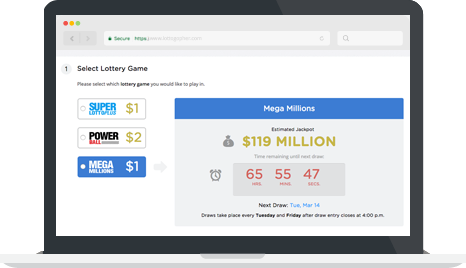 Secure https://www.lottogopher.com
1 Select Lottery Game
Please select which lottery game you would like to play in.
SUPER LOTTO PLUS $1
POWER BALL $2
MEGA MILLIONS $1
Mega Millions
Estimated Jackpot
$119 MILLION
Time remaining until next draw:
65 55 47
HRS MINS SECS
Next Draw: Tue, Mar 14
Draws take place every Tuesday and Friday after draw entry closes at 4:00 p.m.